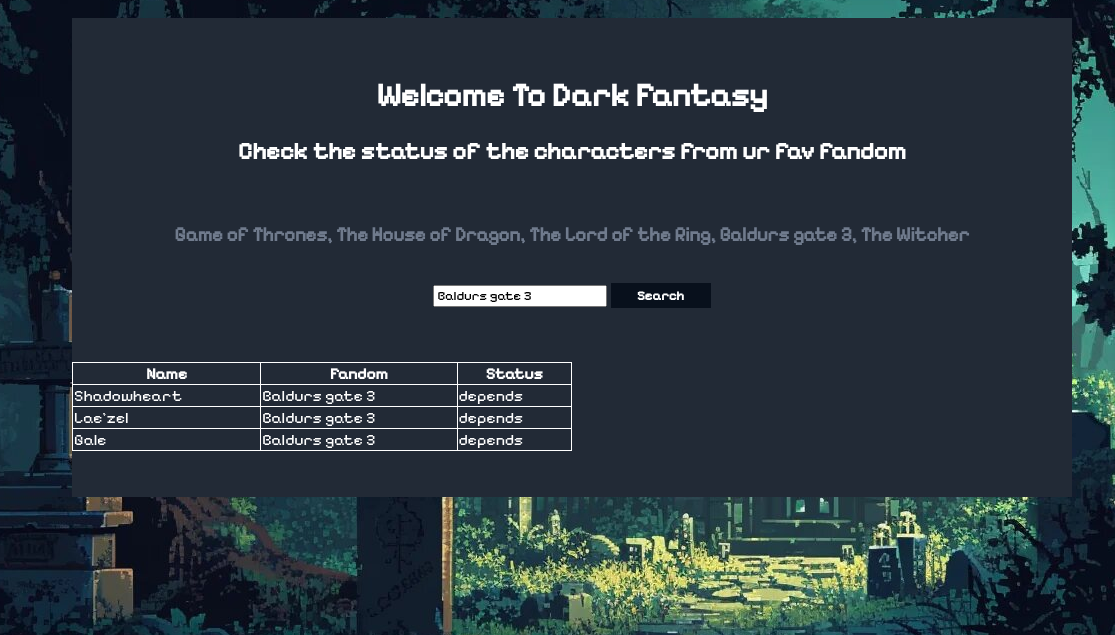 Welcome To Dark Fantasy
Check the status of the characters from ur fav fandom
Game of Thrones, The House of Dragon, The Lord of the Ring, Baldurs gate 3, The Witcher
Baldurs gate 3 Search
Name Fandom Status
Shadowheart Baldurs gate 3 depends
Lae`zel Baldurs gate 3 depends
Gale Baldurs gate 3 depends